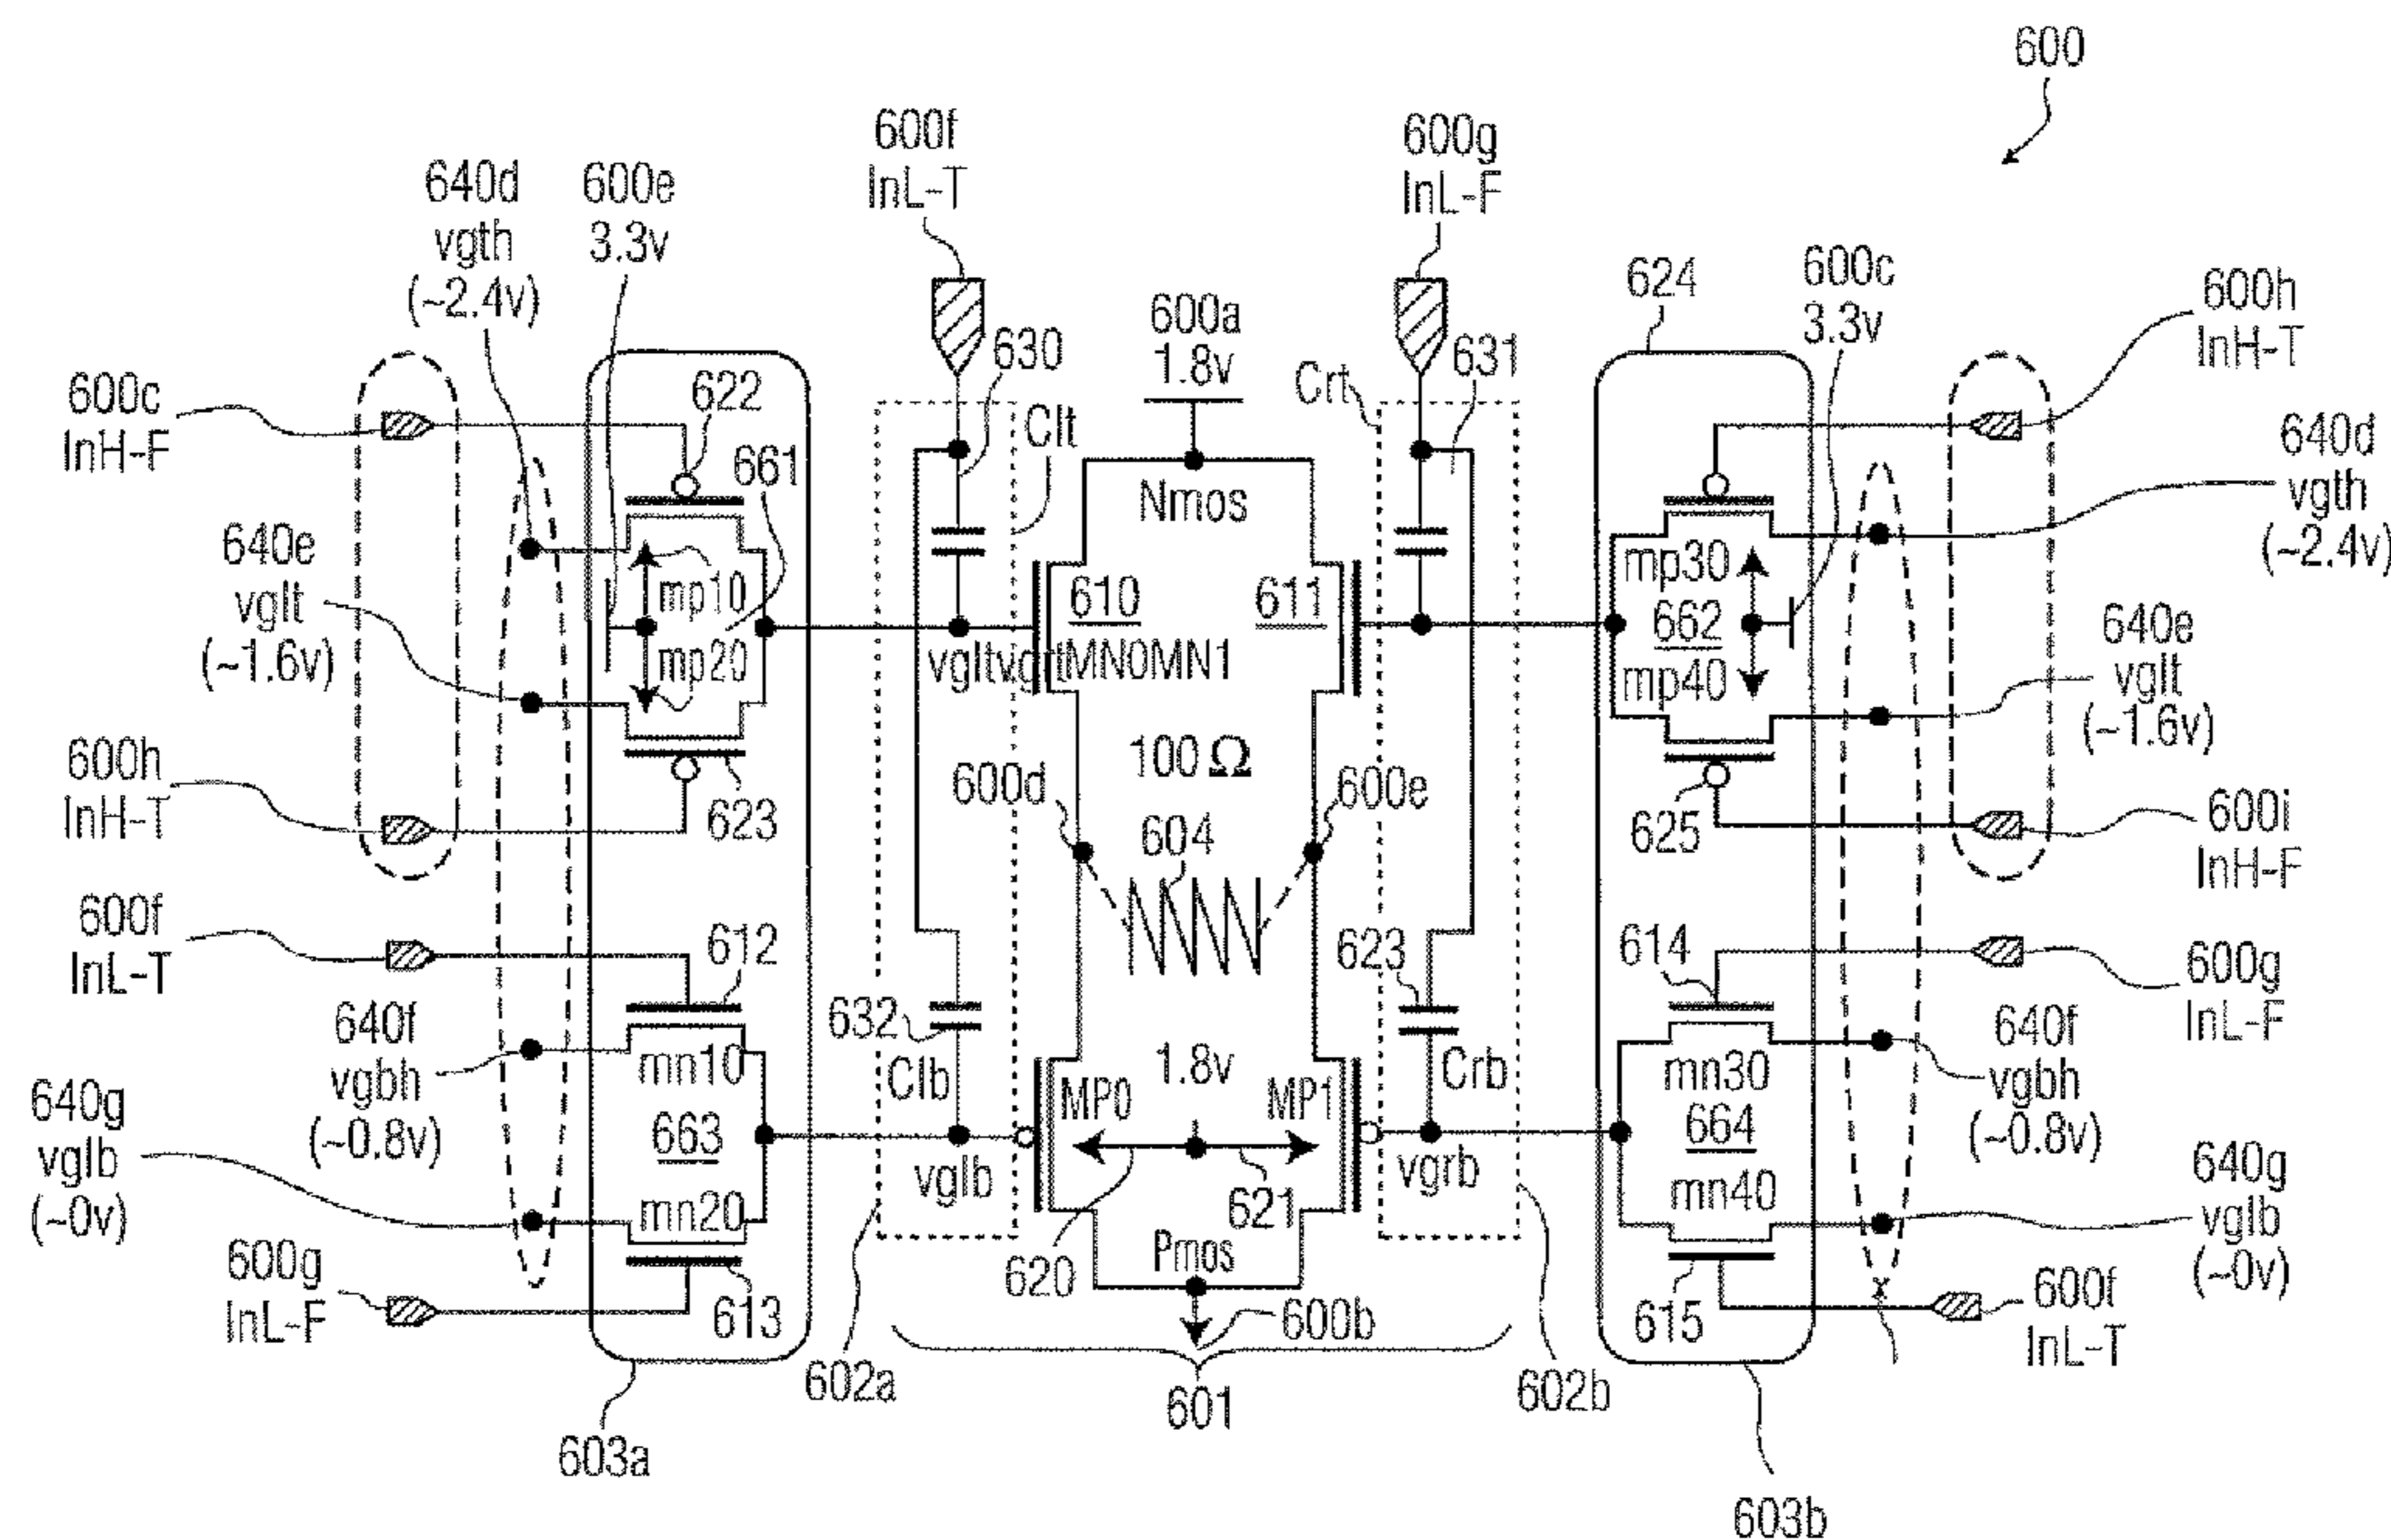 600
600f
InL-T
600g
InL-F
640d
vgth
(~2.4v)
600e
3.3v
624
600c
3.3v
600h
InH-T
600a
1.8v
630
Clt
Crt
631
600c
InH-F
622
661
640d
vgth
(~2.4v)
Nmos
640e
vglt
(~1.6v)
mp10
mp20
610
611
mp30
662
mp40
640e
vglt
(~1.6v)
vgltvgrtMN0MN1
100 Ω
600h
InH-T
623
600d
600e
604
625
600i
InH-F
600f
InL-T
612
632
Clb
623
Crb
614
600g
InL-F
640f
vgbh
(~0.8v)
mn10
663
mn20
1.8v
MP0
MP1
mn30
664
mn40
640f
vgbh
(~0.8v)
640g
vglb
(~0v)
vglb
vgrb
620
621
Pmos
640g
vglb
(~0v)
600g
InL-F
613
600b
615
600f
InL-T
602a
601
602b
603a
603b